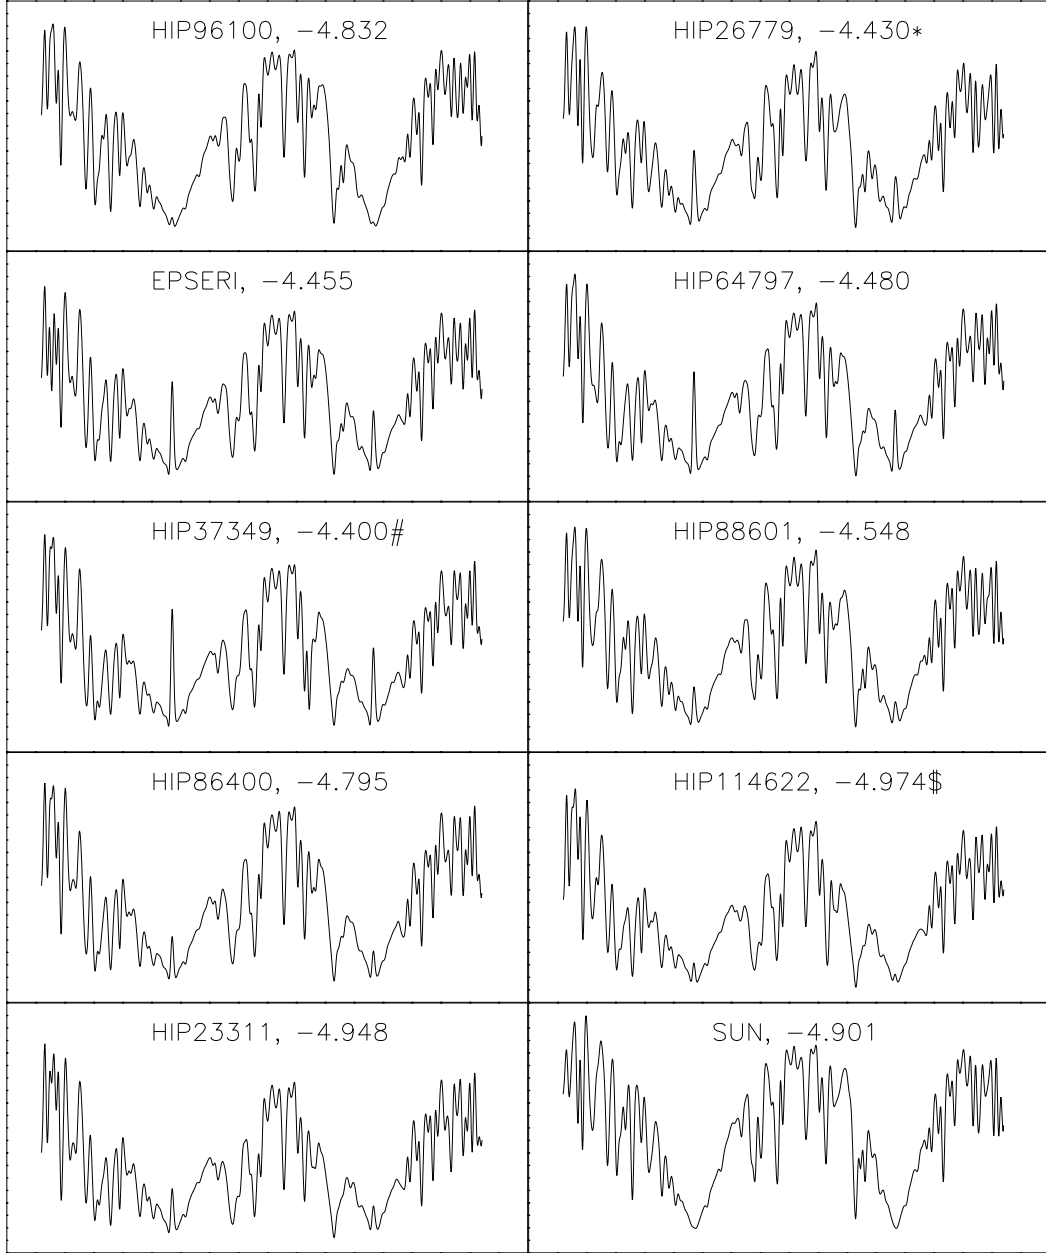 HIP96100, −4.832
HIP26779, −4.430*
EPSERI, −4.455
HIP64797, −4.480
HIP37349, −4.400#
HIP88601, −4.548
HIP86400, −4.795
HIP114622, −4.974$
HIP23311, −4.948
SUN, −4.901